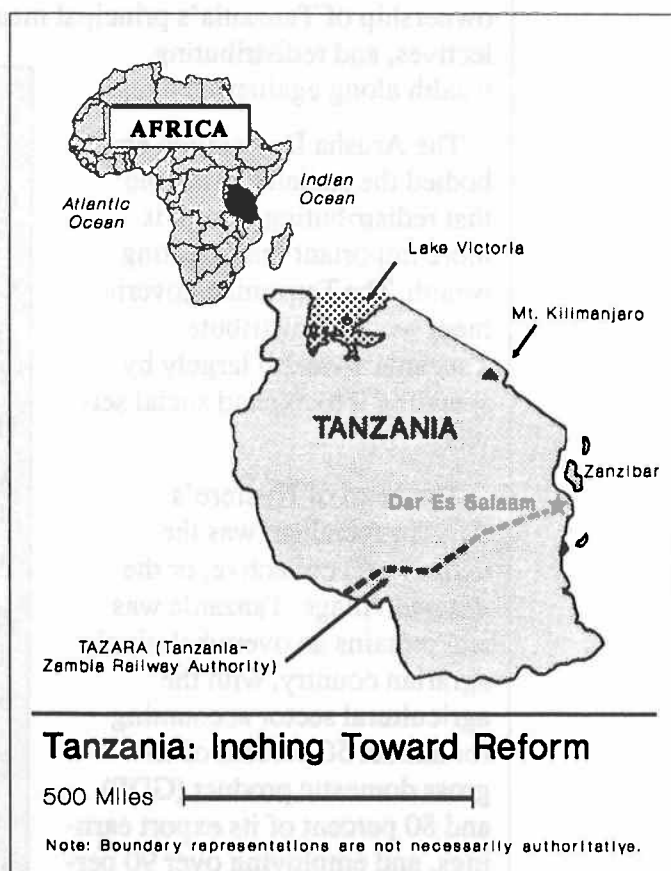 AFRICA
Atlantic
Ocean
Indian
Ocean
Lake Victoria
Mt. Kilimanjaro
TANZANIA
Zanzibar
Dar Es Salaam
TAZARA (Tanzania-
Zambia Railway Authority)
Tanzania: Inching Toward Reform
500 Miles
Note: Boundary representations are not necessarily authoritative.